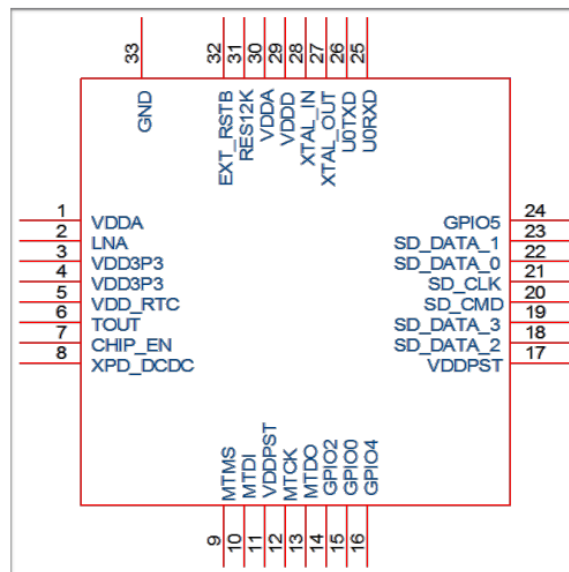 33 32 31 30 29 28 27 26 25
GND EXT_RSTB RES12K VDDA VDDD XTAL_IN XTAL_OUT U0TXD U0RXD
1 VDDA GPIO5 24
2 LNA SD_DATA_1 23
3 VDD3P3 SD_DATA_0 22
4 VDD3P3 SD_CLK 21
5 VDD_RTC SD_CMD 20
6 TOUT SD_DATA_3 19
7 CHIP_EN SD_DATA_2 18
8 XPD_DCDC VDDPST 17
MTMS MTDI VDDPST MTCK MTDO GPIO2 GPIO0 GPIO4
9 10 11 12 13 14 15 16